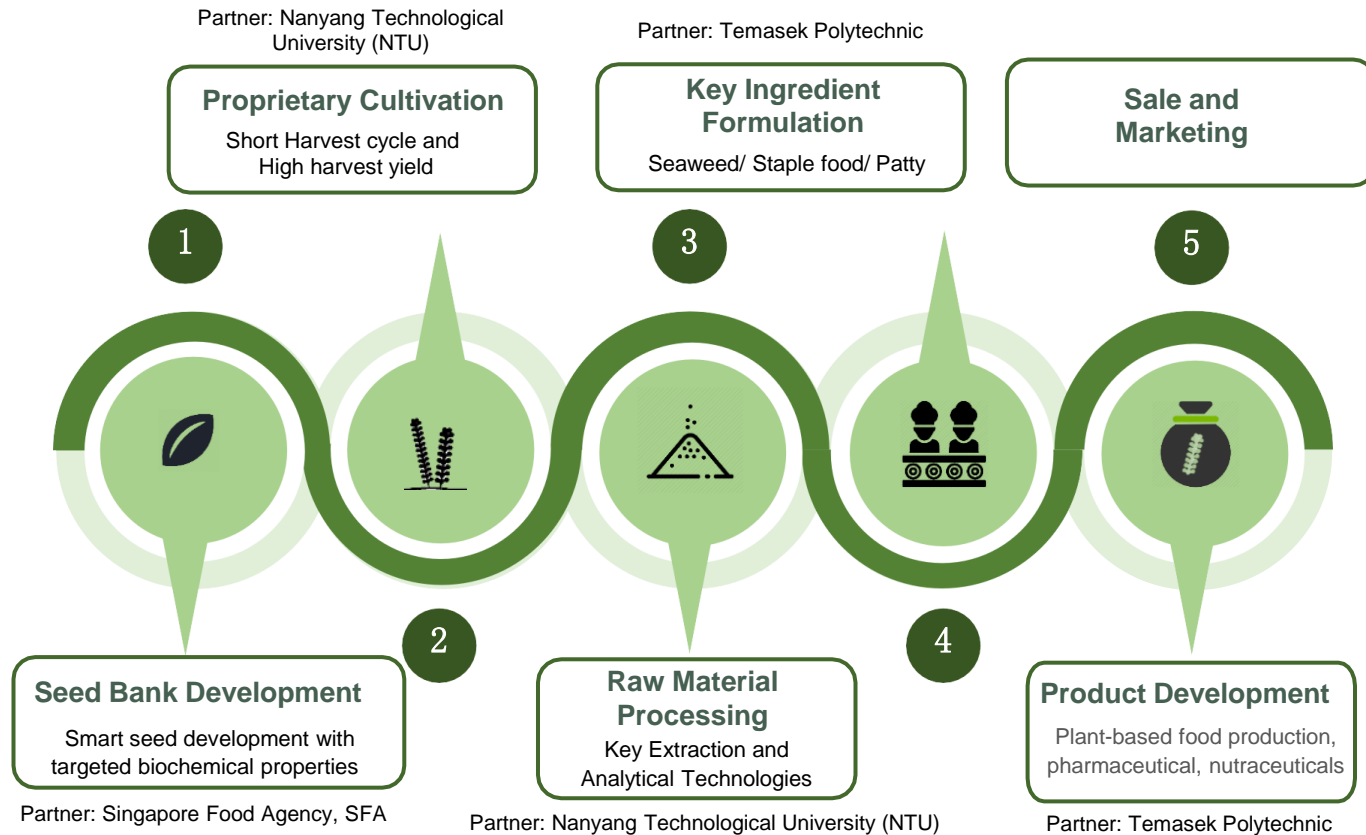 Partner: Nanyang Technological
University (NTU)
Proprietary Cultivation
Short Harvest cycle and
High harvest yield
Partner: Temasek Polytechnic
Key Ingredient
Formulation
Seaweed/ Staple food/ Patty
Sale and
Marketing
1
3
5
2
4
Seed Bank Development
Smart seed development with
targeted biochemical properties
Partner: Singapore Food Agency, SFA
Raw Material
Processing
Key Extraction and
Analytical Technologies
Partner: Nanyang Technological University (NTU)
Product Development
Plant-based food production,
pharmaceutical, nutraceuticals
Partner: Temasek Polytechnic